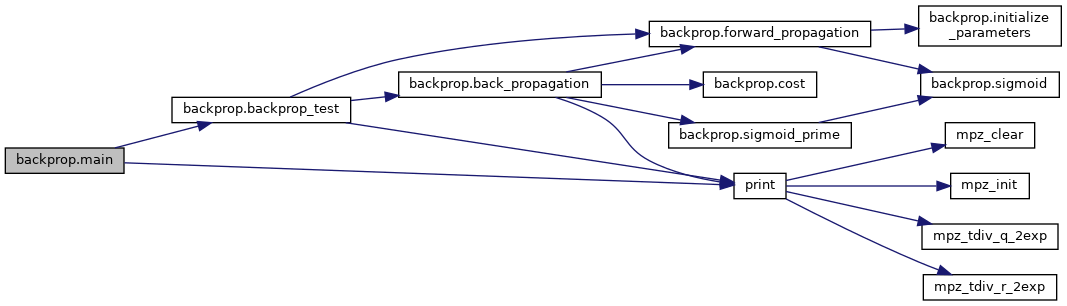 backprop.main
backprop.backprop_test
backprop.back_propagation
backprop.forward_propagation
backprop.cost
backprop.sigmoid_prime
print
backprop.initialize
_parameters
backprop.sigmoid
mpz_clear
mpz_init
mpz_tdiv_q_2exp
mpz_tdiv_r_2exp